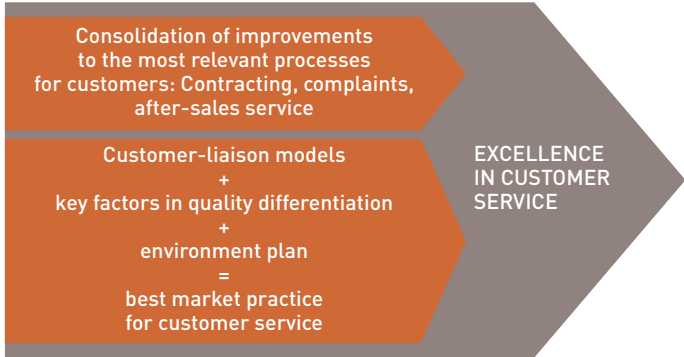 Consolidation of improvements
to the most relevant processes
for customers: Contracting, complaints,
after-sales service
Customer-liaison models
+
key factors in quality differentiation
+
environment plan
=
best market practice
for customer service
EXCELLENCE
IN CUSTOMER
SERVICE